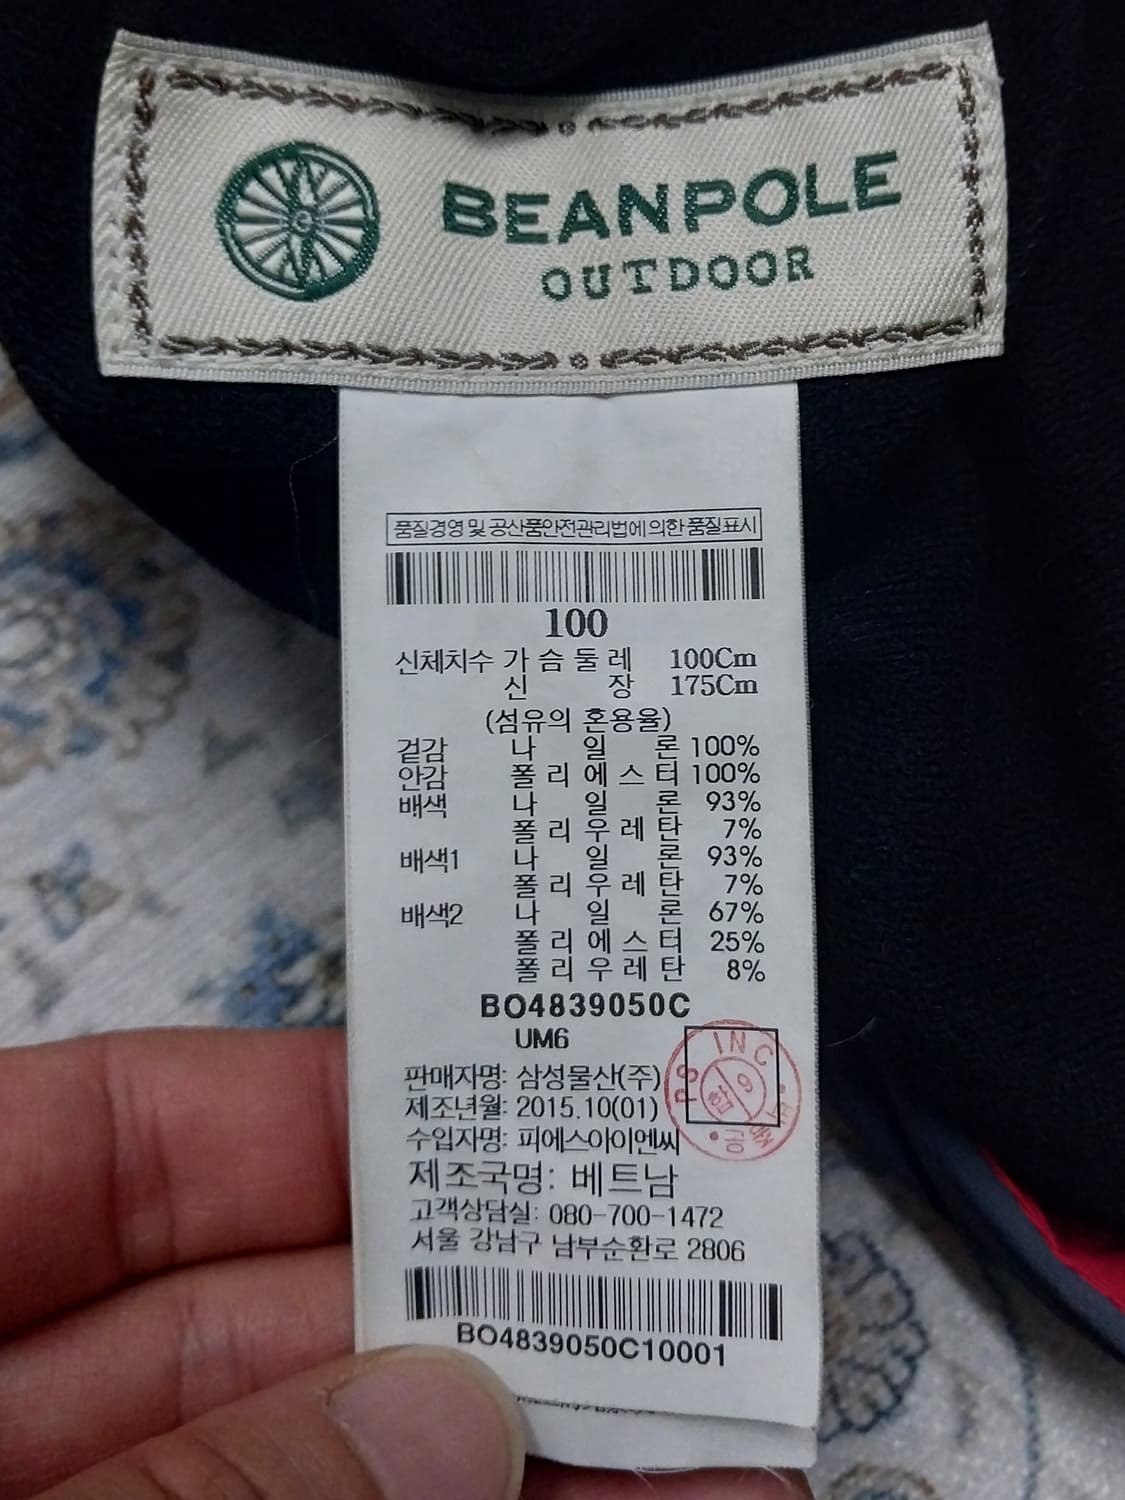 BEANPOLE
OUTDOOR
품질경영 및 공산품안전관리법에 의한 품질표시
100
신체치수 가 슴 둘 레 100Cm
신 장 175Cm
(섬유의 혼용율)
겉감 나 일 론 100%
안감 폴 리 에 스 터 100%
배색 나 일 론 93%
폴 리 우 레 탄 7%
배색1 나 일 론 93%
폴 리 우 레 탄 7%
배색2 나 일 론 67%
폴 리 에 스 터 25%
폴 리 우 레 탄 8%
BO4839050C
UM6
판매자명: 삼성물산(주)
제조년월: 2015.10(01)
수입자명: 피에스아이엔씨
제조국명: 베트남
고객상담실: 080-700-1472
서울 강남구 남부순환로 2806
BO4839050C10001
PS INC
9